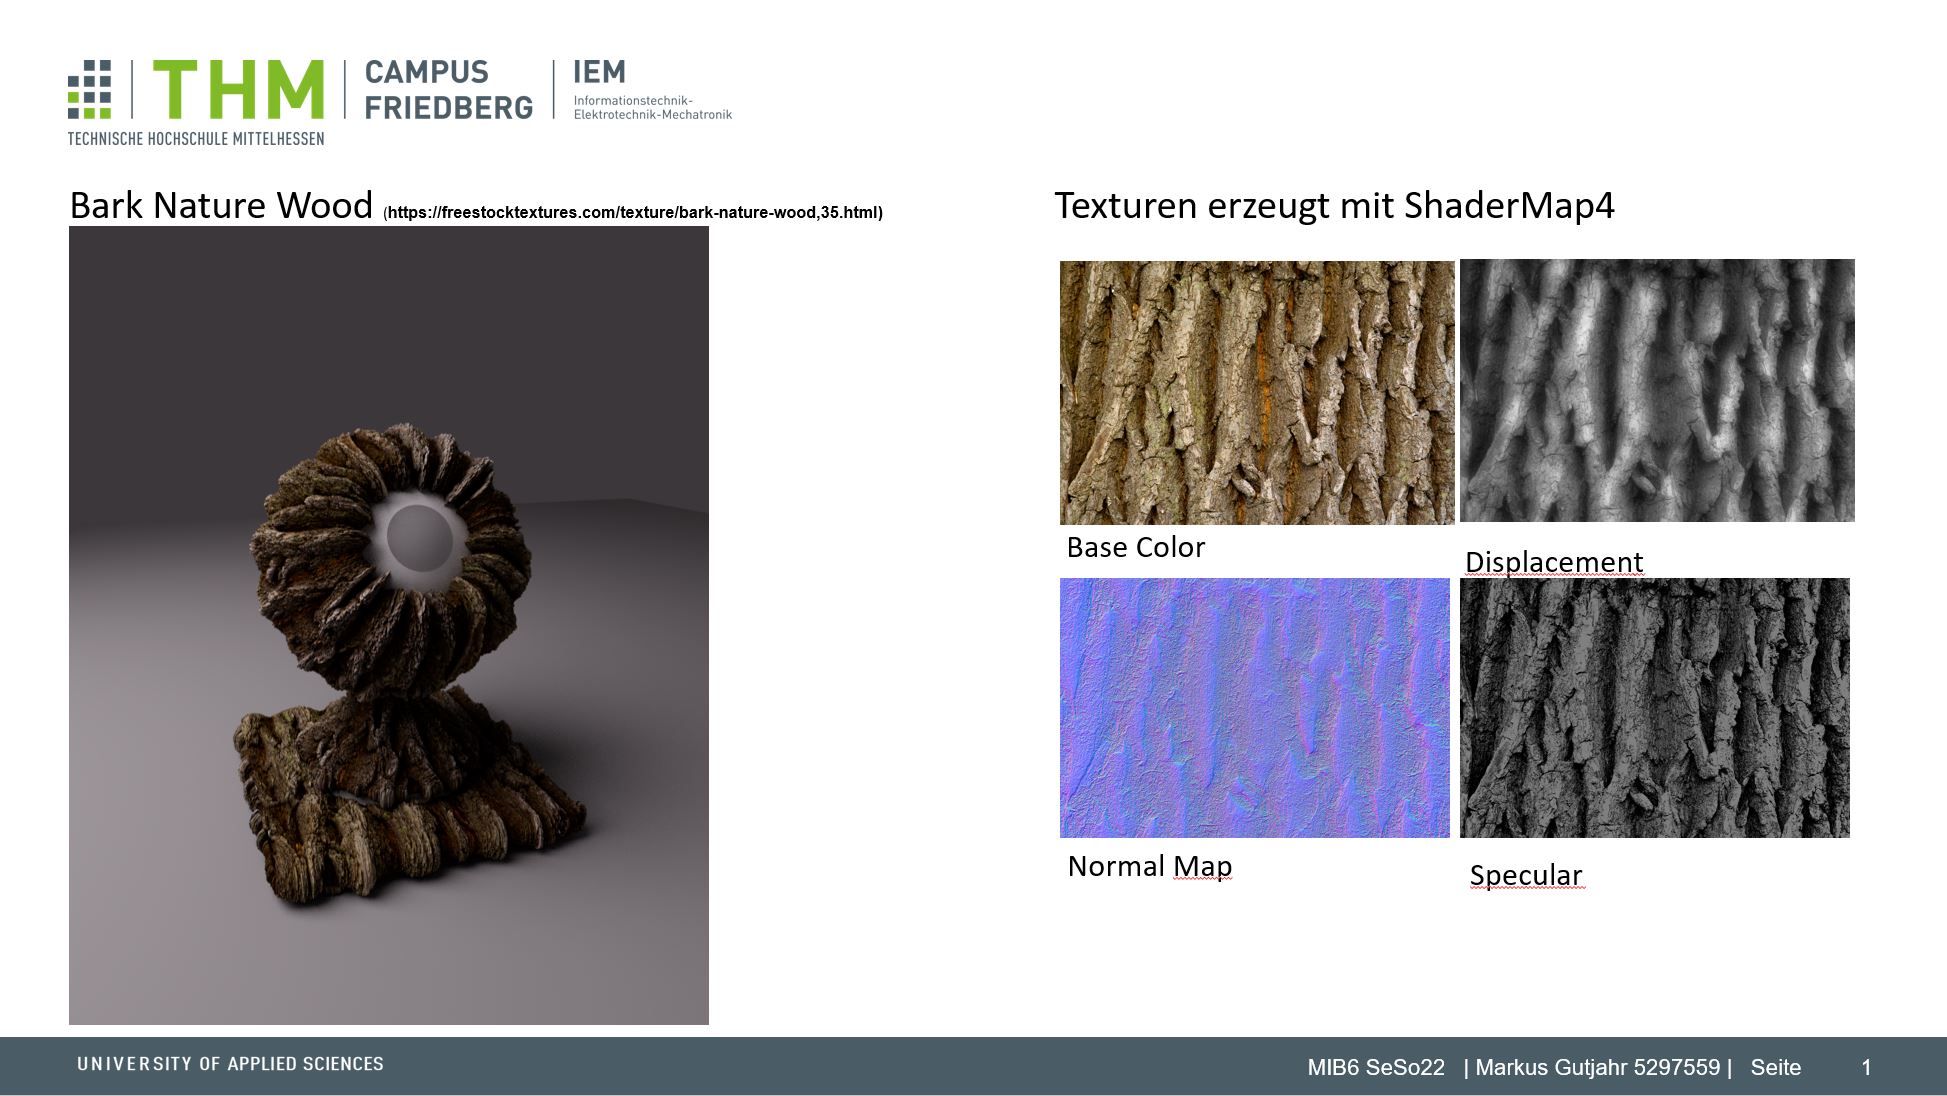 THM
CAMPUS
FRIEDBERG
IEM
Informationstechnik-
Elektrotechnik-Mechatronik
TECHNISCHE HOCHSCHULE MITTELHESSEN
Bark Nature Wood (https://freestocktextures.com/texture/bark-nature-wood,35.html)
Texturen erzeugt mit ShaderMap4
Base Color
Displacement
Normal Map
Specular
UNIVERSITY OF APPLIED SCIENCES
MIB6 SeSo22 | Markus Gutjahr 5297559 | Seite 1